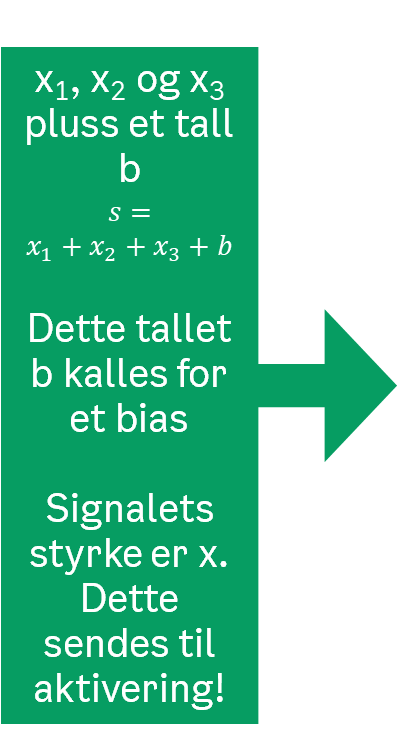 x₁, x₂ og x₃
pluss et tall
b
s =
x₁ + x₂ + x₃ + b
Dette tallet
b kalles for
et bias
Signalets
styrke er x.
Dette
sendes til
aktivering!